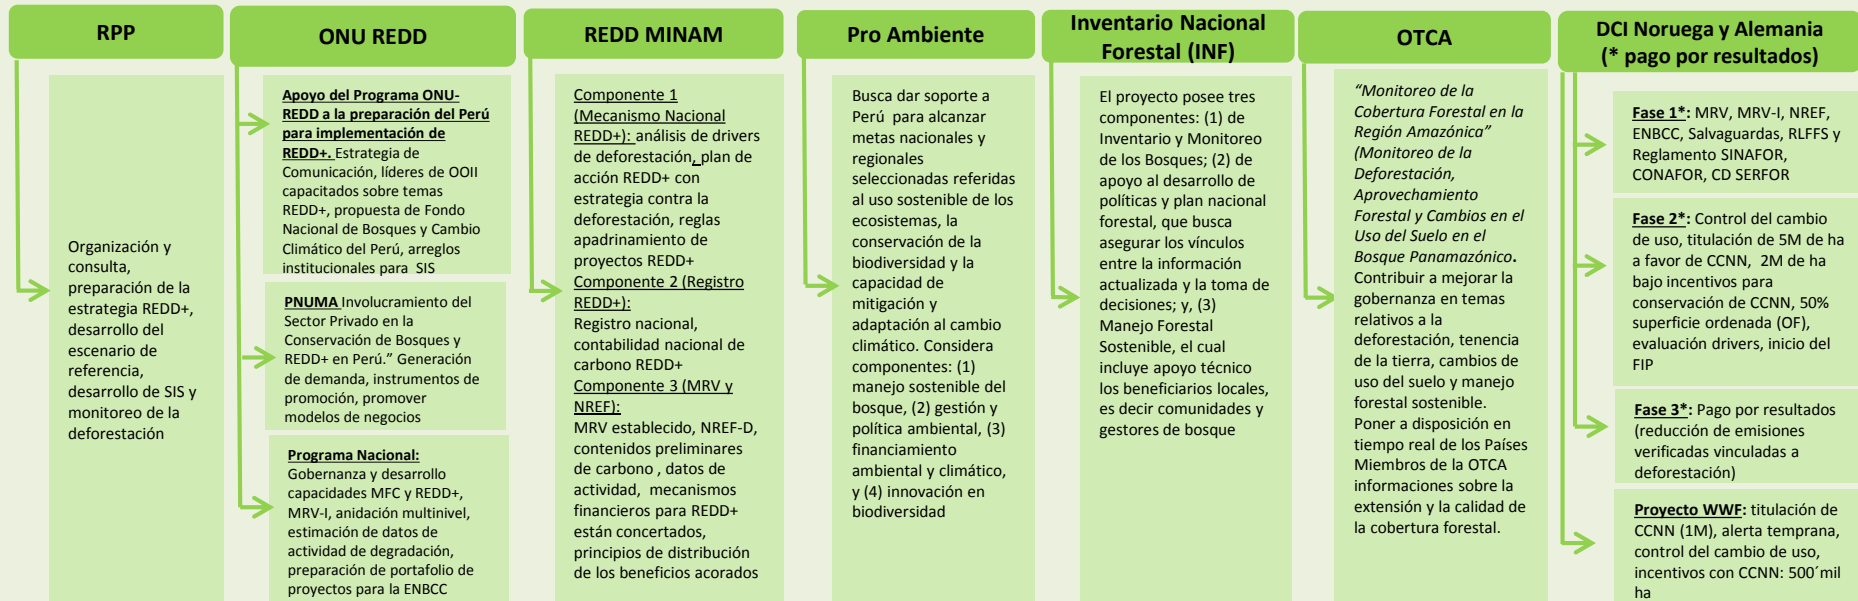 RPP
Organización y
consulta,
preparación de la
estrategia REDD+,
desarrollo del
escenario de
referencia,
desarrollo de SIS y
monitoreo de la
deforestación
ONU REDD
Apoyo del Programa ONU-
REDD a la preparación del Perú
para implementación de
REDD+. Estrategia de
Comunicación, líderes de OOII
capacitados sobre temas
REDD+, propuesta de Fondo
Nacional de Bosques y Cambio
Climático del Perú, arreglos
institucionales para SIS
PNUMA Involucramiento del
Sector Privado en la
Conservación de Bosques y
REDD+ en Perú.” Generación
de demanda, instrumentos de
promoción, promover
modelos de negocios
Programa Nacional:
Gobernanza y desarrollo
capacidades MFC y REDD+,
MRV-I, anidación multinivel,
estimación de datos de
actividad de degradación,
preparación de portafolio de
proyectos para la ENBCC
REDD MINAM
Componente 1
(Mecanismo Nacional
REDD+): análisis de drivers
de deforestación, plan de
acción REDD+ con
estrategia contra la
deforestación, reglas
apadrinamiento de
proyectos REDD+
Componente 2 (Registro
REDD+):
Registro nacional,
contabilidad nacional de
carbono REDD+
Componente 3 (MRV y
NREF):
MRV establecido, NREF-D,
contenidos preliminares
de carbono , datos de
actividad, mecanismos
financieros para REDD+
están concertados,
principios de distribución
de los beneficios acorados
Pro Ambiente
Busca dar soporte a
Perú para alcanzar
metas nacionales y
regionales
seleccionadas referidas
al uso sostenible de los
ecosistemas, la
conservación de la
biodiversidad y la
capacidad de
mitigación y
adaptación al cambio
climático. Considera
componentes: (1)
manejo sostenible del
bosque, (2) gestión y
política ambiental, (3)
financiamiento
ambiental y climático,
y (4) innovación en
biodiversidad
Inventario Nacional
Forestal (INF)
El proyecto posee tres
componentes: (1) de
Inventario y Monitoreo
de los Bosques; (2) de
apoyo al desarrollo de
políticas y plan nacional
forestal, que busca
asegurar los vínculos
entre la información
actualizada y la toma de
decisiones; y, (3)
Manejo Forestal
Sostenible, el cual
incluye apoyo técnico
los beneficiarios locales,
es decir comunidades y
gestores de bosque
OTCA
“Monitoreo de la
Cobertura Forestal en la
Región Amazónica”
(Monitoreo de la
Deforestación,
Aprovechamiento
Forestal y Cambios en el
Uso del Suelo en el
Bosque Panamazónico.
Contribuir a mejorar la
gobernanza en temas
relativos a la
deforestación, tenencia
de la tierra, cambios de
uso del suelo y manejo
forestal sostenible.
Poner a disposición en
tiempo real de los Países
Miembros de la OTCA
informaciones sobre la
extensión y la calidad de
la cobertura forestal.
DCI Noruega y Alemania
(* pago por resultados)
Fase 1*: MRV, MRV-I, NREF,
ENBCC, Salvaguardas, RLFFS y
Reglamento SINAFOR,
CONAFOR, CD SERFOR
Fase 2*: Control del cambio
de uso, titulación de 5M de ha
a favor de CCNN, 2M de ha
bajo incentivos para
conservación de CCNN, 50%
superficie ordenada (OF),
evaluación drivers, inicio del
FIP
Fase 3*: Pago por resultados
(reducción de emisiones
verificadas vinculadas a
deforestación)
Proyecto WWF: titulación de
CCNN (1M), alerta temprana,
control del cambio de uso,
incentivos con CCNN: 500´mil
ha